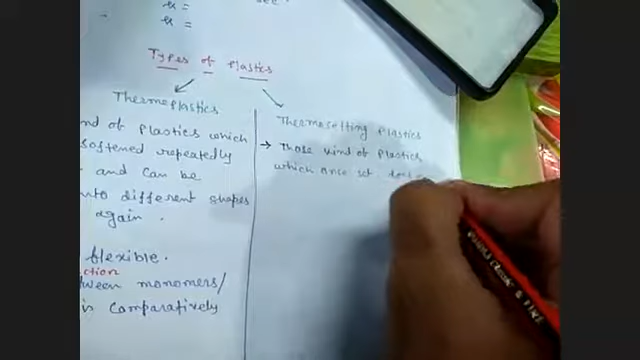 Types of Plastics
Thermoplastics
nd of Plastics which
softened repeatedly
and can be
into different shapes
again.
flexible.
ction
ween monomers/
is comparatively
Thermosetting Plastics
→ Those kind of Plastics
which once set